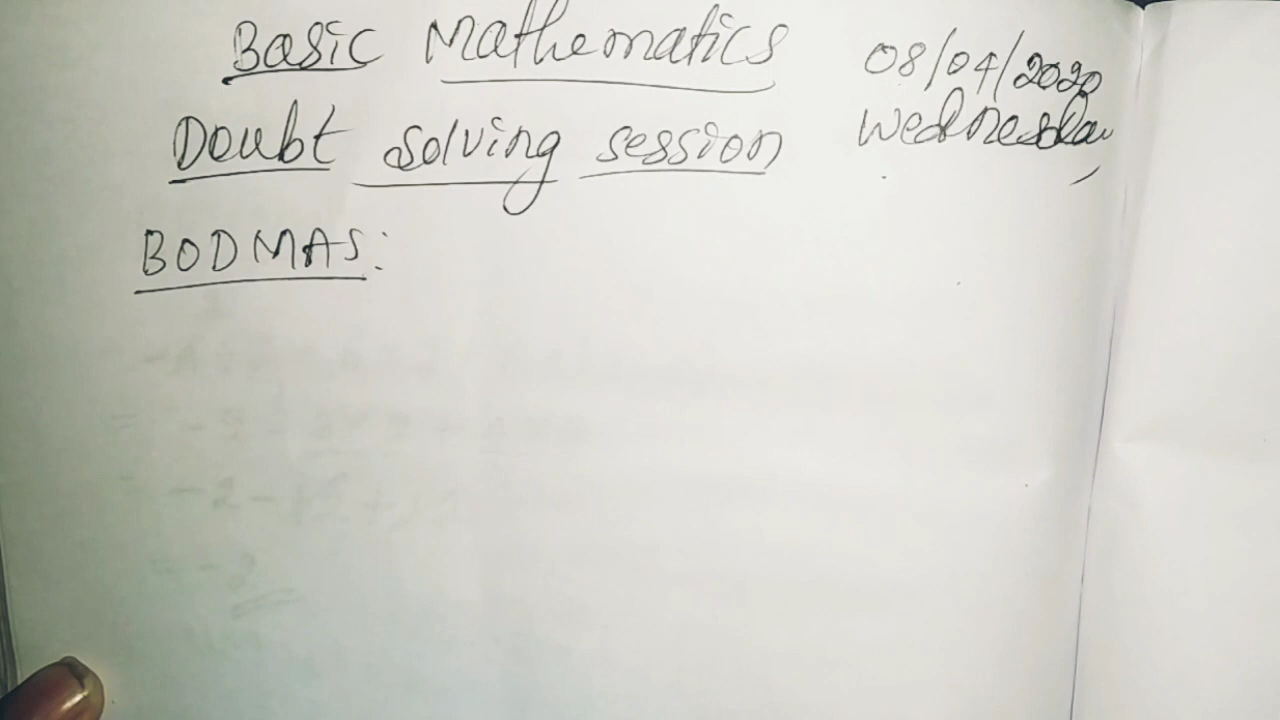 Basic Mathematics
08/04/2020
Doubt solving session
Wednesday
BODMAS: